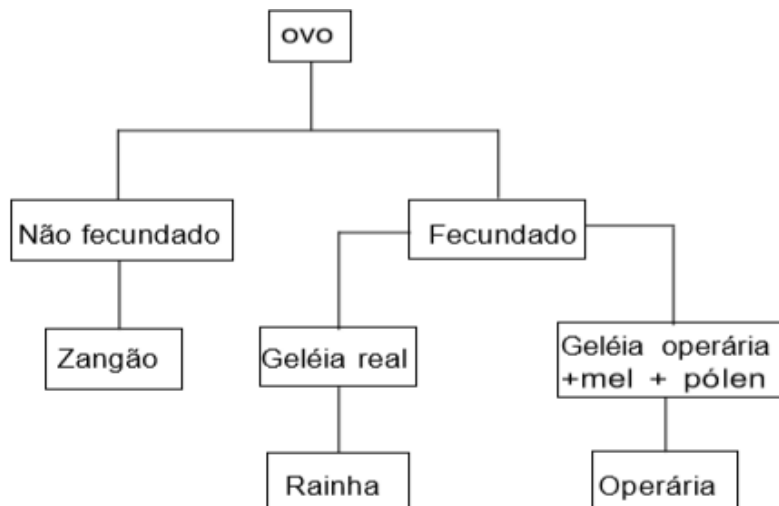 ovo
Não fecundado
Fecundado
Zangão
Geléia real
Geléia operária
+mel + pólen
Rainha
Operária